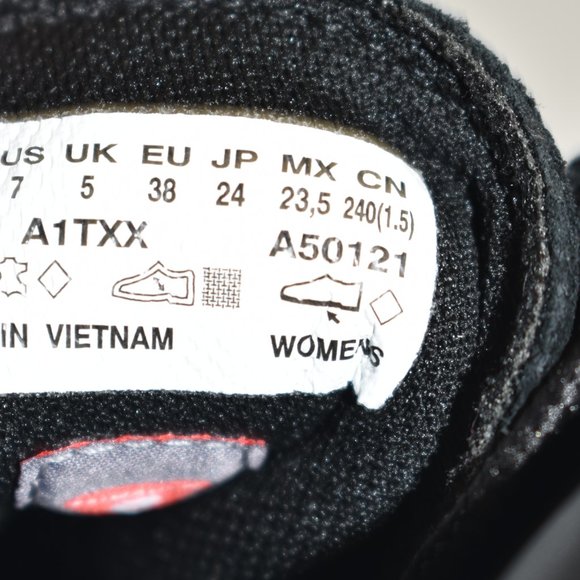 US UK EU JP MX CN
7 5 38 24 23,5 240(1.5)
A1TXX A50121
IN VIETNAM WOMEN'S